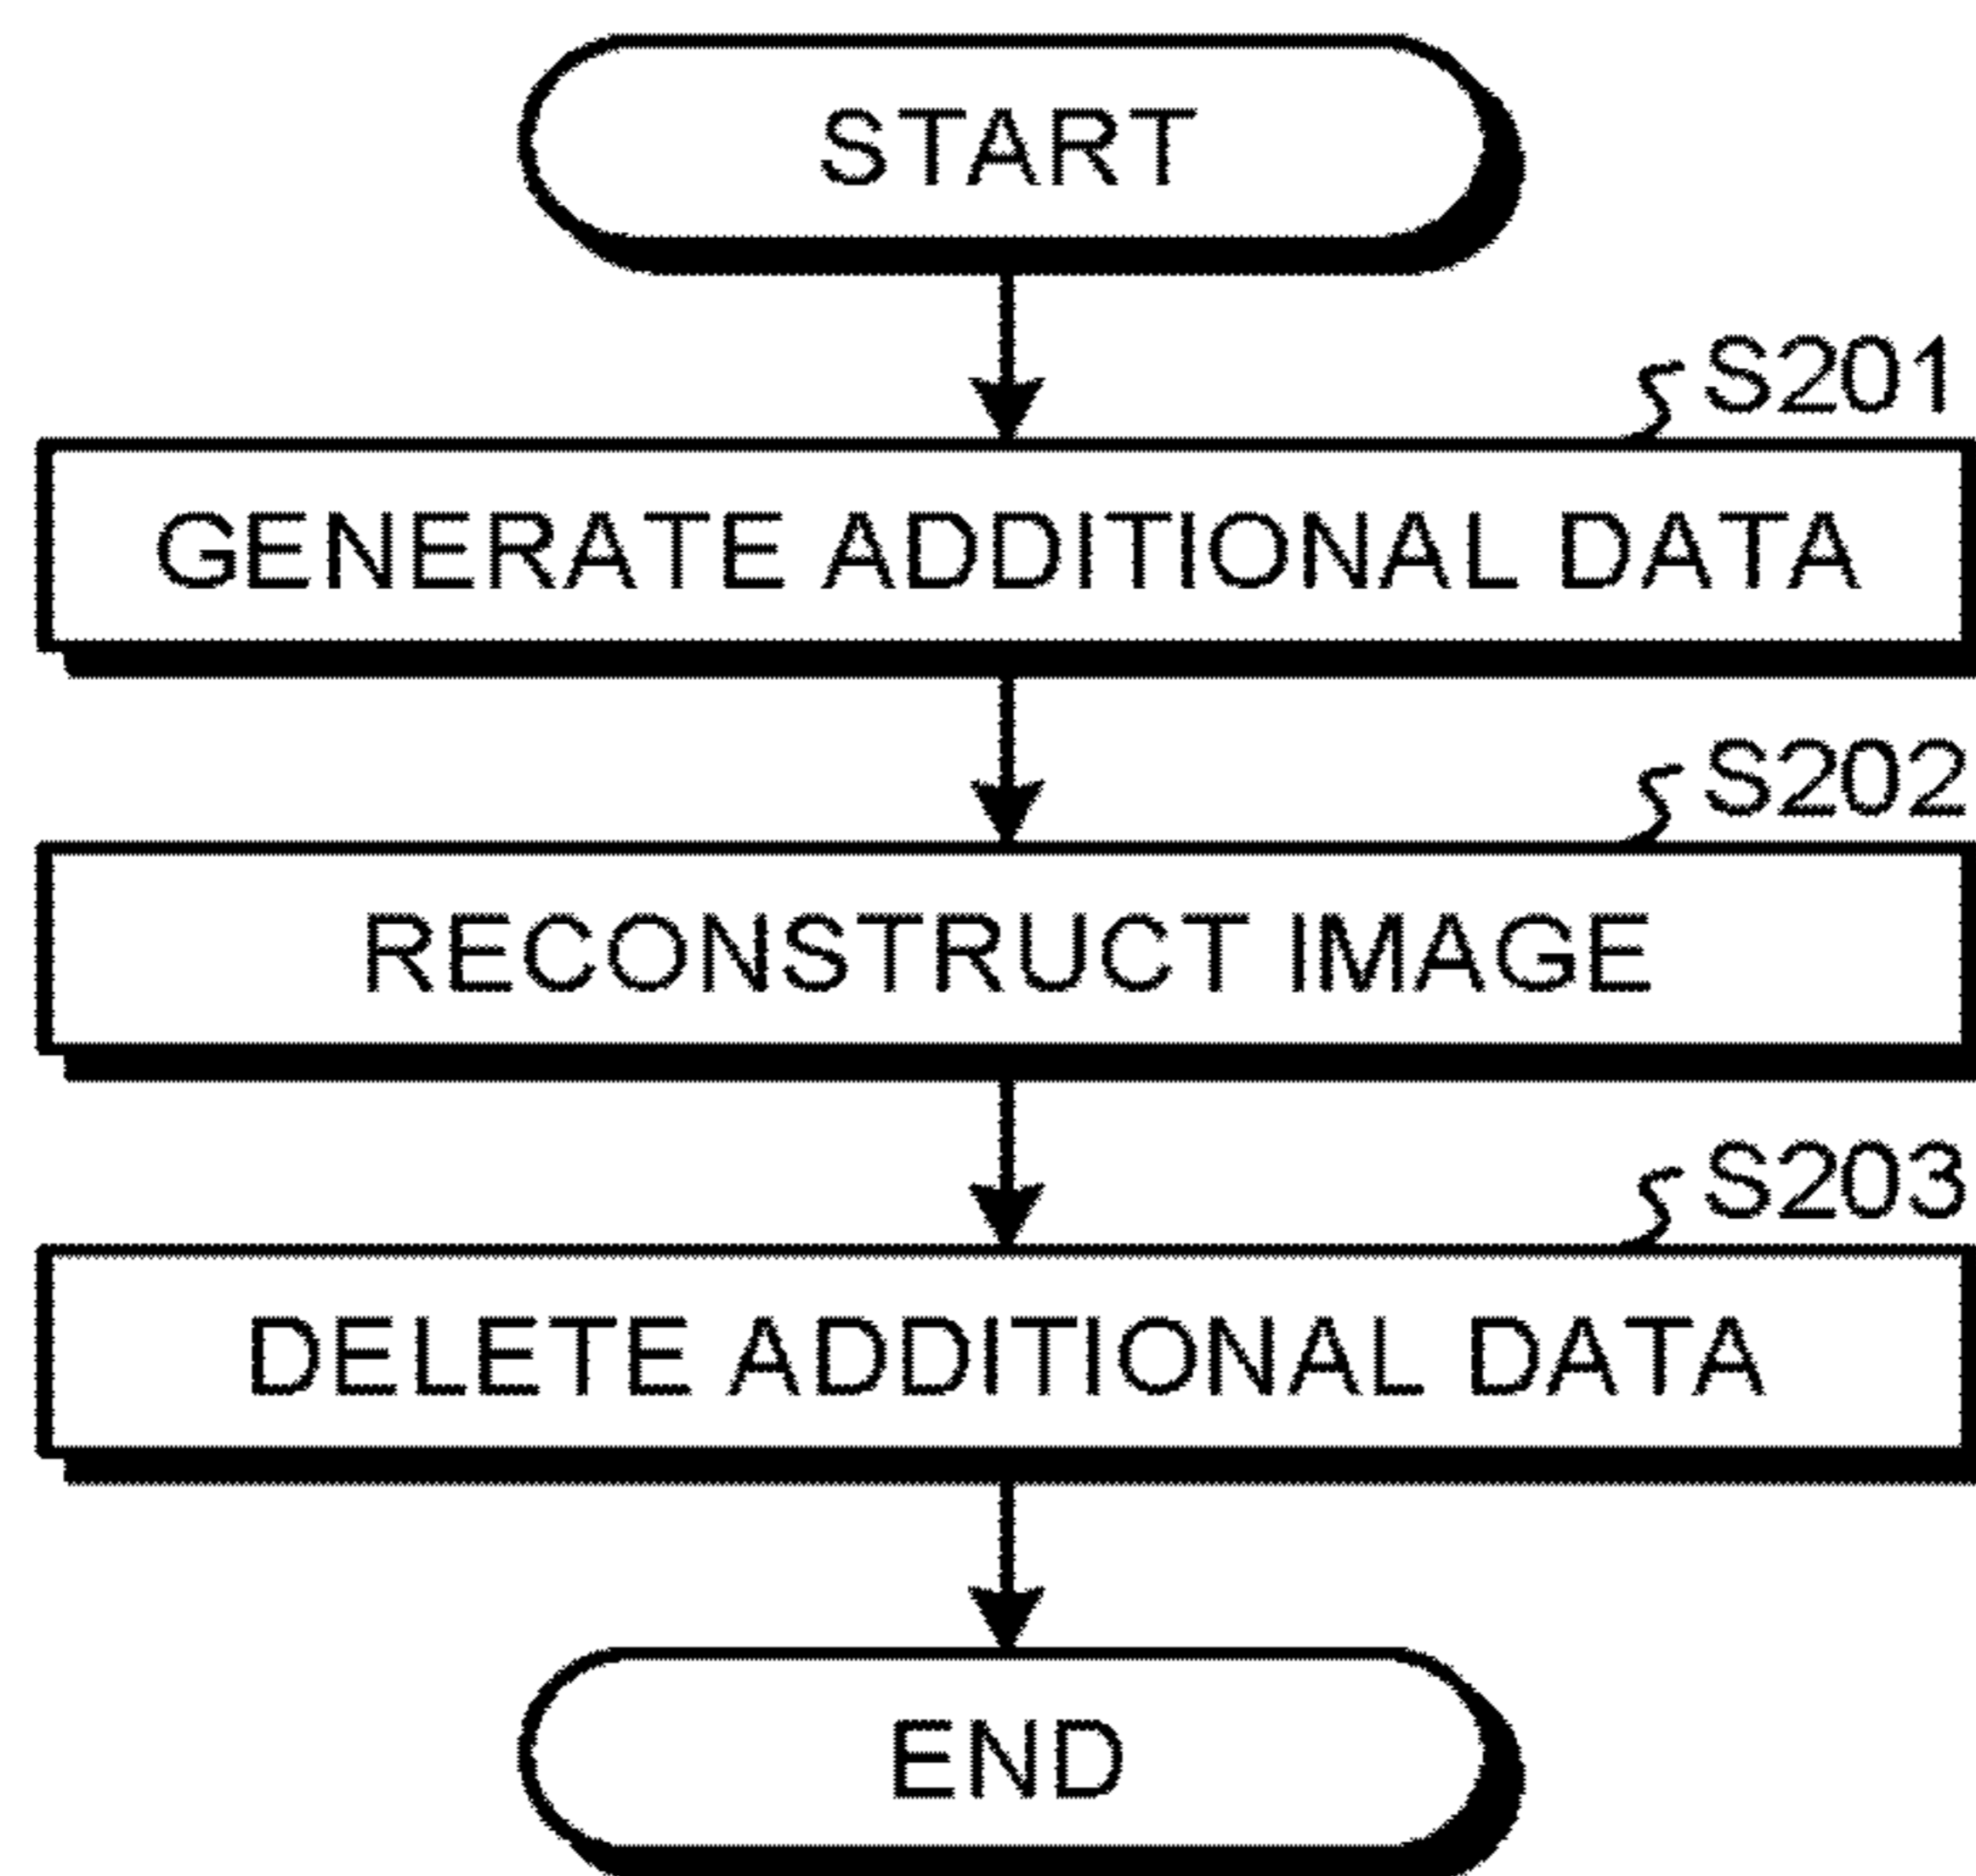 START
S201
GENERATE ADDITIONAL DATA
S202
RECONSTRUCT IMAGE
S203
DELETE ADDITIONAL DATA
END